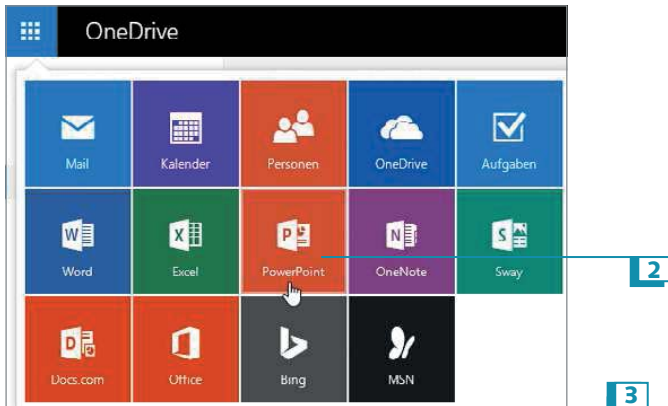 OneDrive
Mail Kalender Personen OneDrive Aufgaben
Word Excel PowerPoint OneNote Sway
2
Docs.com Office Bing MSN
3